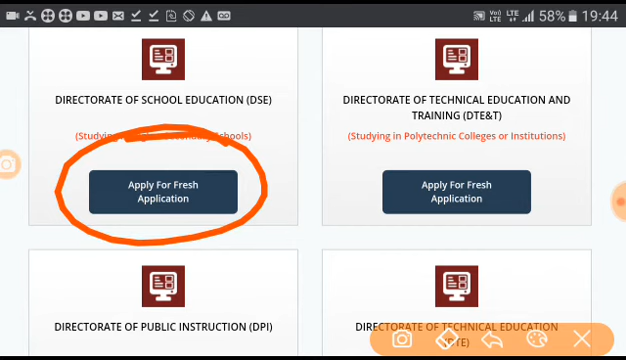 VoI) LTE
LTE
58%
19:44
DIRECTORATE OF SCHOOL EDUCATION (DSE)
(Studying Schools)
Apply For Fresh
Application
DIRECTORATE OF TECHNICAL EDUCATION AND
TRAINING (DTE&T)
(Studying in Polytechnic Colleges or Institutions)
Apply For Fresh
Application
DIRECTORATE OF PUBLIC INSTRUCTION (DPI)
DIRECTORATE OF TECHNICAL EDUCATION
(DTE)